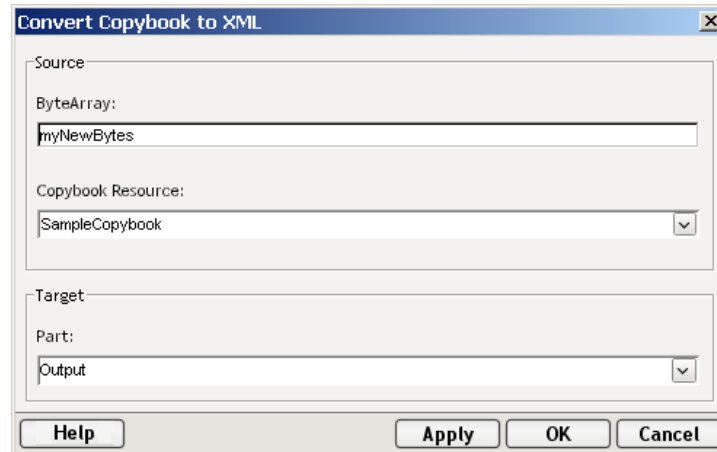 Convert Copybook to XML
Source
ByteArray:
myNewBytes
Copybook Resource:
SampleCopybook
Target
Part:
Output
Help Apply OK Cancel